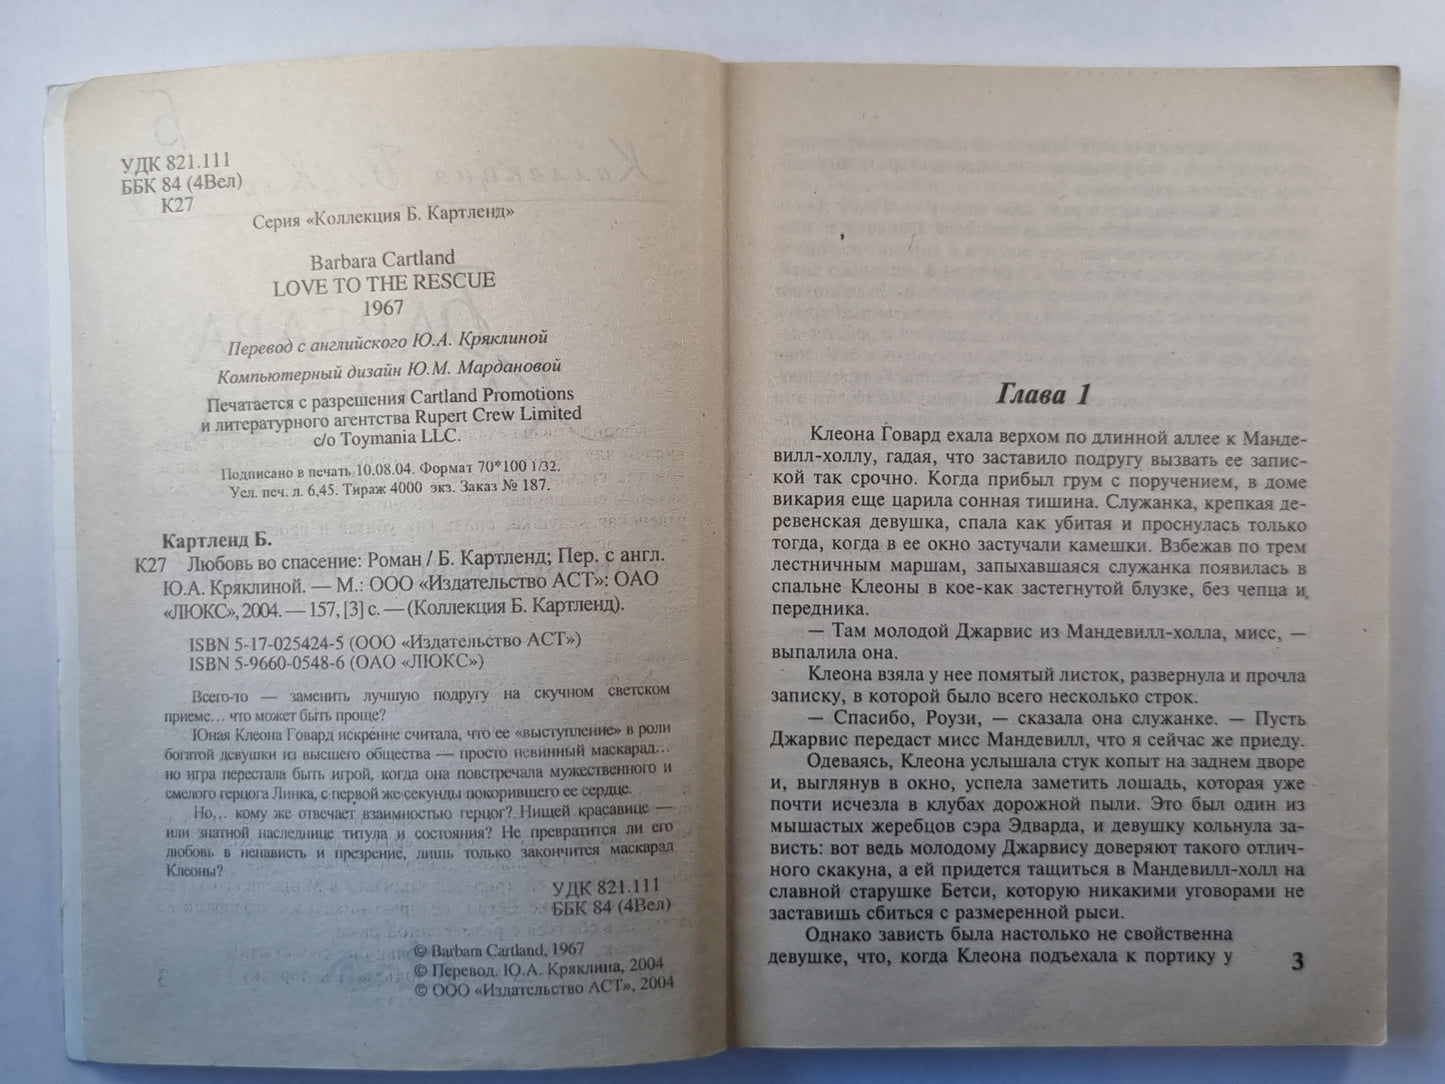 УДК 821.111
ББК 84 (4Вел)
К27
Серия «Коллекция Б. Картленд»
Barbara Cartland
LOVE TO THE RESCUE
1967
Перевод с английского Ю.А. Кряклиной
Компьютерный дизайн Ю.М. Мардановой
Печатается с разрешения Cartland Promotions
и литературного агентства Rupert Crew Limited
c/o Toymania LLC.
Подписано в печать 10.08.04. Формат 70*100 1/32.
Усл. печ. л. 6,45. Тираж 4000 экз. Заказ № 187.
Картленд Б.
К27 Любовь во спасение: Роман / Б. Картленд; Пер. с англ.
Ю.А. Кряклиной. — М.: ООО «Издательство АСТ»: ОАО
«ЛЮКС», 2004. — 157, [3] с. — (Коллекция Б. Картленд).
ISBN 5-17-025424-5 (ООО «Издательство АСТ»)
ISBN 5-9660-0548-6 (ОАО «ЛЮКС»)
Всего-то — заменить лучшую подругу на скучном светском
приеме... что может быть проще?
Юная Клеона Говард искренне считала, что ее «выступление» в роли
богатой девушки из высшего общества — просто невинный маскарад...
но игра перестала быть игрой, когда она повстречала мужественного и
смелого герцога Линка, с первой же секунды покорившего ее сердце.
Но... кому же отвечает взаимностью герцог? Нищей красавице —
или знатной наследнице титула и состояния? Не превратится ли его
любовь в ненависть и презрение, лишь только закончится маскарад
Клеоны?
УДК 821.111
ББК 84 (4Вел)
© Barbara Cartland, 1967
© Перевод. Ю.А. Кряклина, 2004
© ООО «Издательство АСТ», 2004
Глава 1
Клеона Говард ехала верхом по длинной аллее к Манде-
вилл-холлу, гадая, что заставило подругу вызвать ее запис-
кой так срочно. Когда прибыл грум с поручением, в доме
викария еще царила сонная тишина. Служанка, крепкая де-
ревенская девушка, спала как убитая и проснулась только
тогда, когда в ее окно застучали камешки. Взбежав по трем
лестничным маршам, запыхавшаяся служанка появилась в
спальне Клеоны в кое-как застегнутой блузке, без чепца и
передника.
— Там молодой Джарвис из Мандевилл-холла, мисс, —
выпалила она.
Клеона взяла у нее помятый листок, развернула и прочла
записку, в которой было всего несколько строк.
— Спасибо, Роузи, — сказала она служанке. — Пусть
Джарвис передаст мисс Мандевилл, что я сейчас же приеду.
Одеваясь, Клеона услышала стук копыт на заднем дворе
и, выглянув в окно, успела заметить лошадь, которая уже
почти исчезла в клубах дорожной пыли. Это был один из
мышастых жеребцов сэра Эдварда, и девушку кольнула за-
висть: вот ведь молодому Джарвису доверяют такого отлич-
ного скакуна, а ей придется тащиться в Мандевилл-холл на
славной старушке Бетси, которую никакими уговорами не
заставишь сбиться с размеренной рыси.
Однако зависть была настолько не свойственна
девушке, что, когда Клеона подъехала к портику у
3